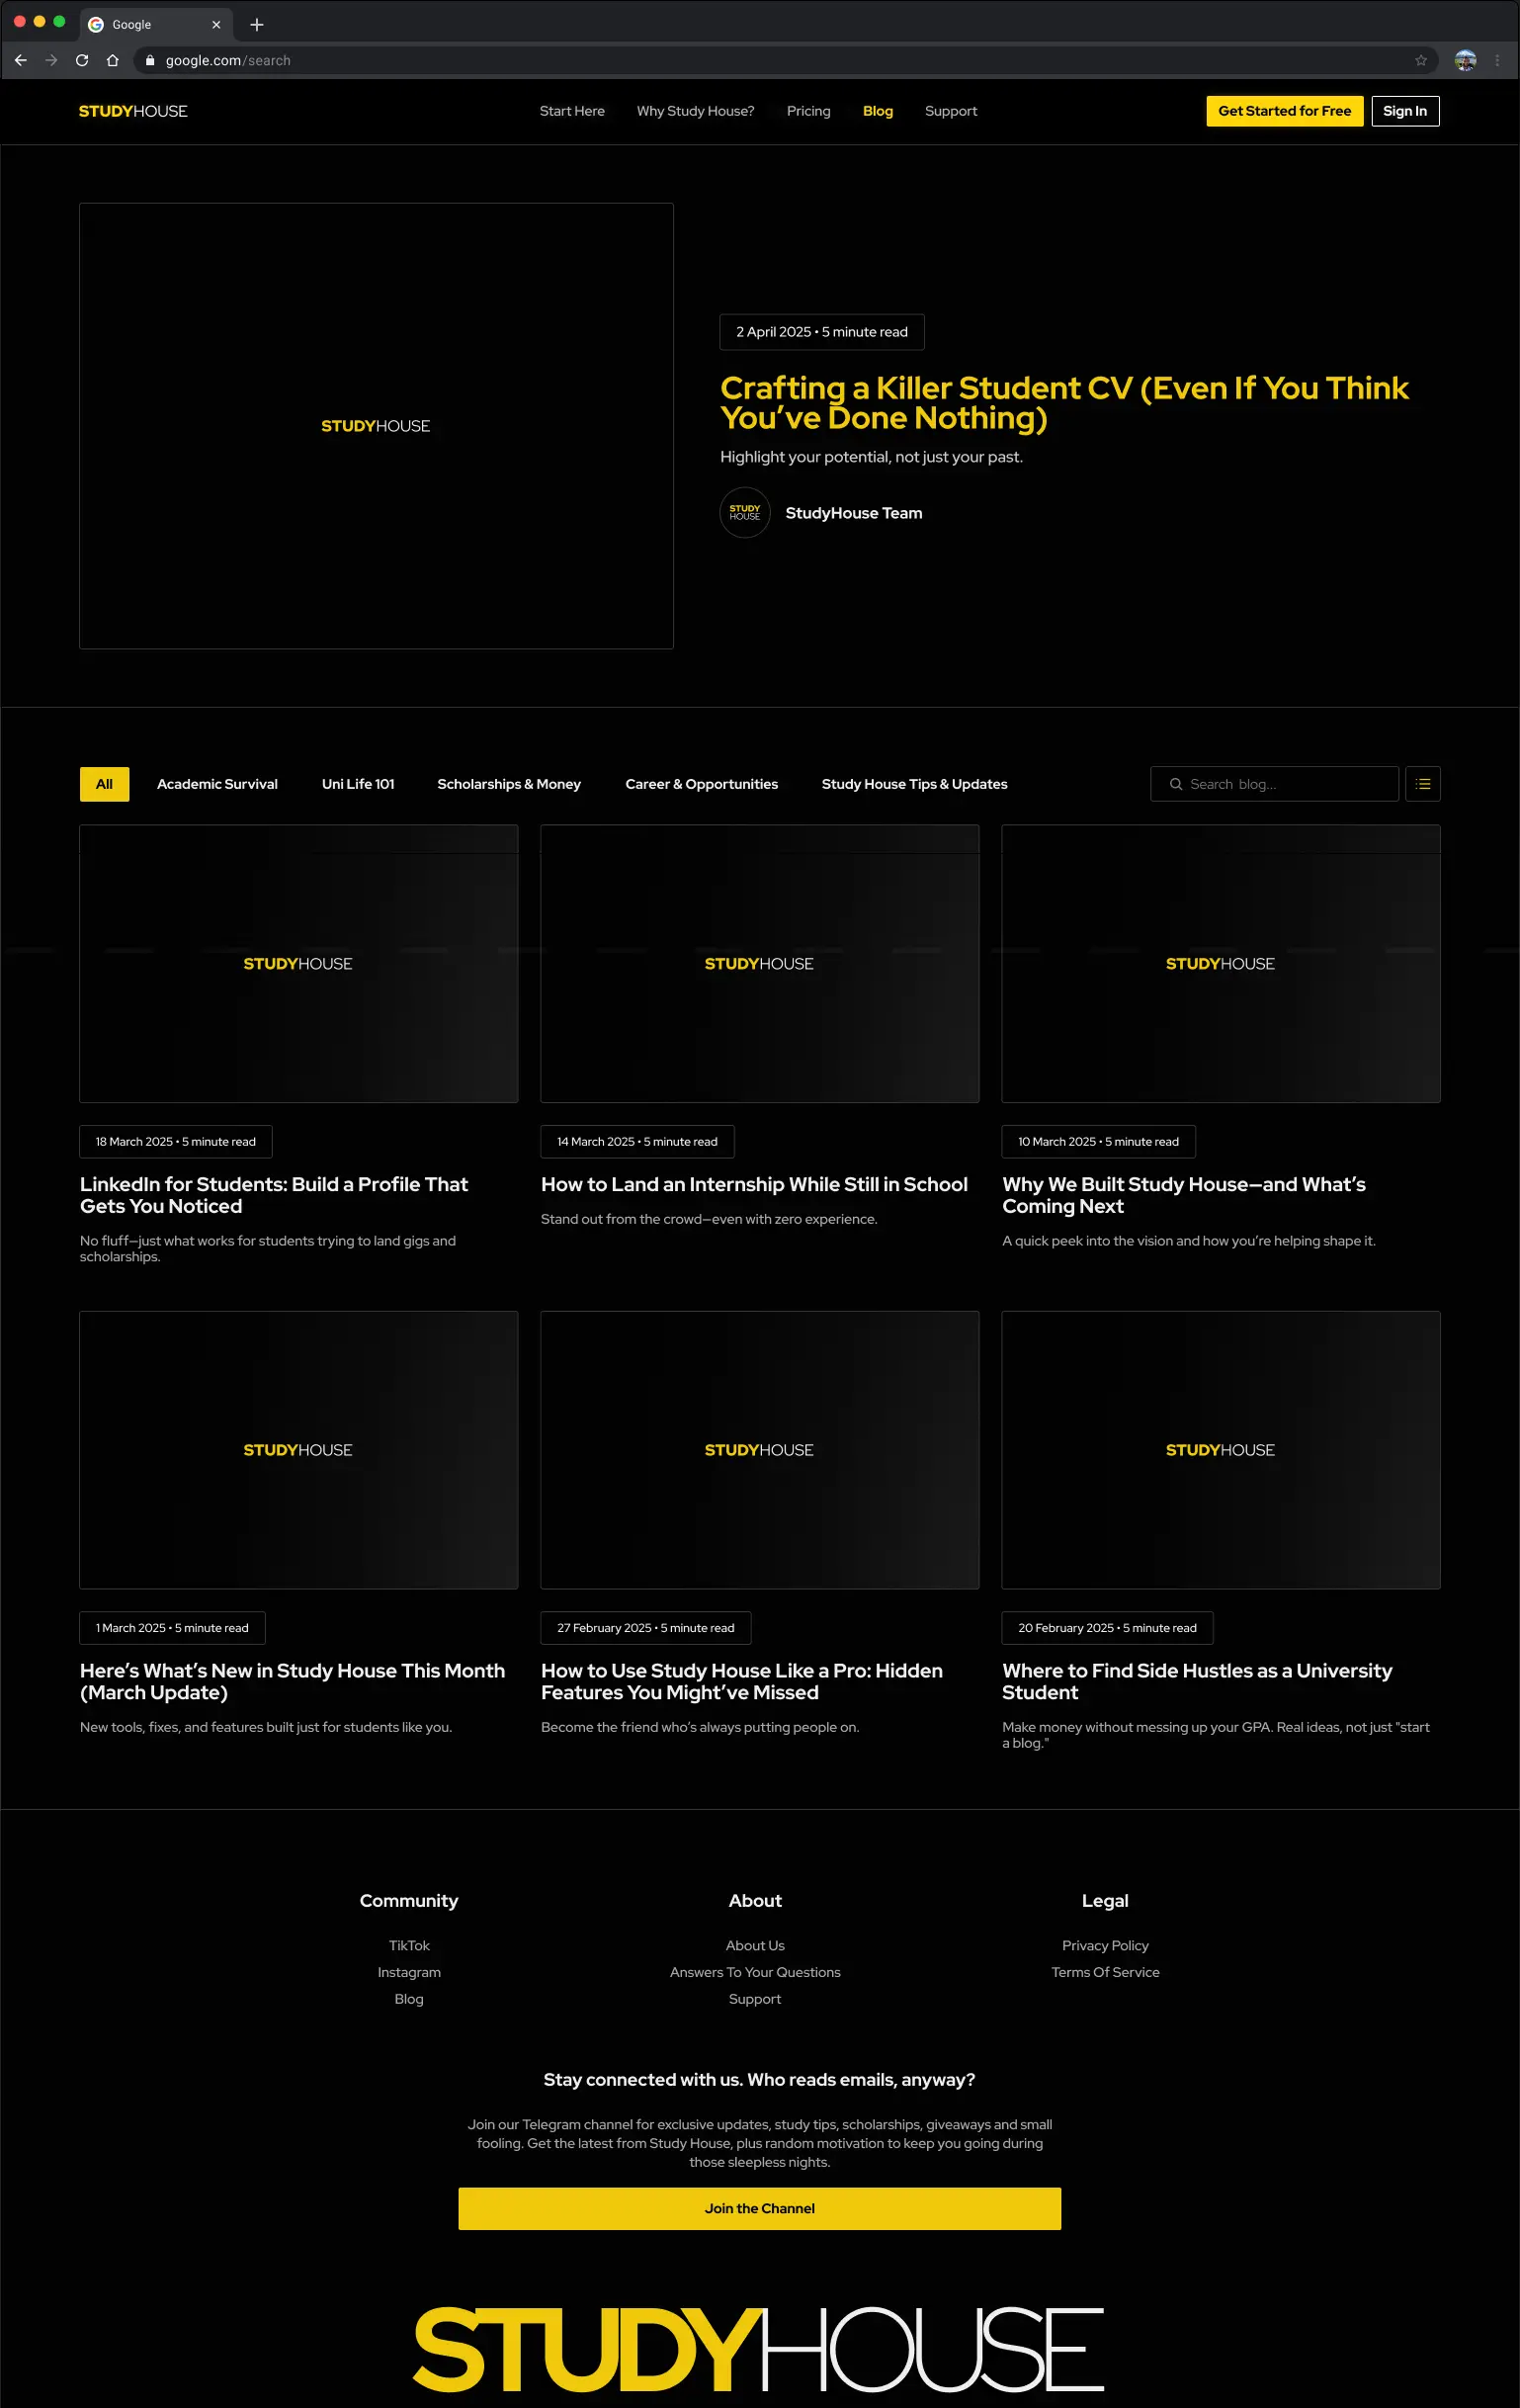 Google
google.com/search
STUDYHOUSE
Start Here
Why Study House?
Pricing
Blog
Support
Get Started for Free
Sign In
STUDYHOUSE
2 April 2025 • 5 minute read
Crafting a Killer Student CV (Even If You Think
You’ve Done Nothing)
Highlight your potential, not just your past.
STUDY
HOUSE
StudyHouse Team
All
Academic Survival
Uni Life 101
Scholarships & Money
Career & Opportunities
Study House Tips & Updates
Search blog...
STUDYHOUSE
STUDYHOUSE
STUDYHOUSE
18 March 2025 • 5 minute read
LinkedIn for Students: Build a Profile That
Gets You Noticed
No fluff—just what works for students trying to land gigs and
scholarships.
14 March 2025 • 5 minute read
How to Land an Internship While Still in School
Stand out from the crowd—even with zero experience.
10 March 2025 • 5 minute read
Why We Built Study House—and What’s
Coming Next
A quick peek into the vision and how you’re helping shape it.
STUDYHOUSE
STUDYHOUSE
STUDYHOUSE
1 March 2025 • 5 minute read
Here’s What’s New in Study House This Month
(March Update)
New tools, fixes, and features built just for students like you.
27 February 2025 • 5 minute read
How to Use Study House Like a Pro: Hidden
Features You Might’ve Missed
Become the friend who’s always putting people on.
20 February 2025 • 5 minute read
Where to Find Side Hustles as a University
Student
Make money without messing up your GPA. Real ideas, not just "start
a blog."
Community
TikTok
Instagram
Blog
About
About Us
Answers To Your Questions
Support
Legal
Privacy Policy
Terms Of Service
Stay connected with us. Who reads emails, anyway?
Join our Telegram channel for exclusive updates, study tips, scholarships, giveaways and small
fooling. Get the latest from Study House, plus random motivation to keep you going during
those sleepless nights.
Join the Channel
STUDYHOUSE